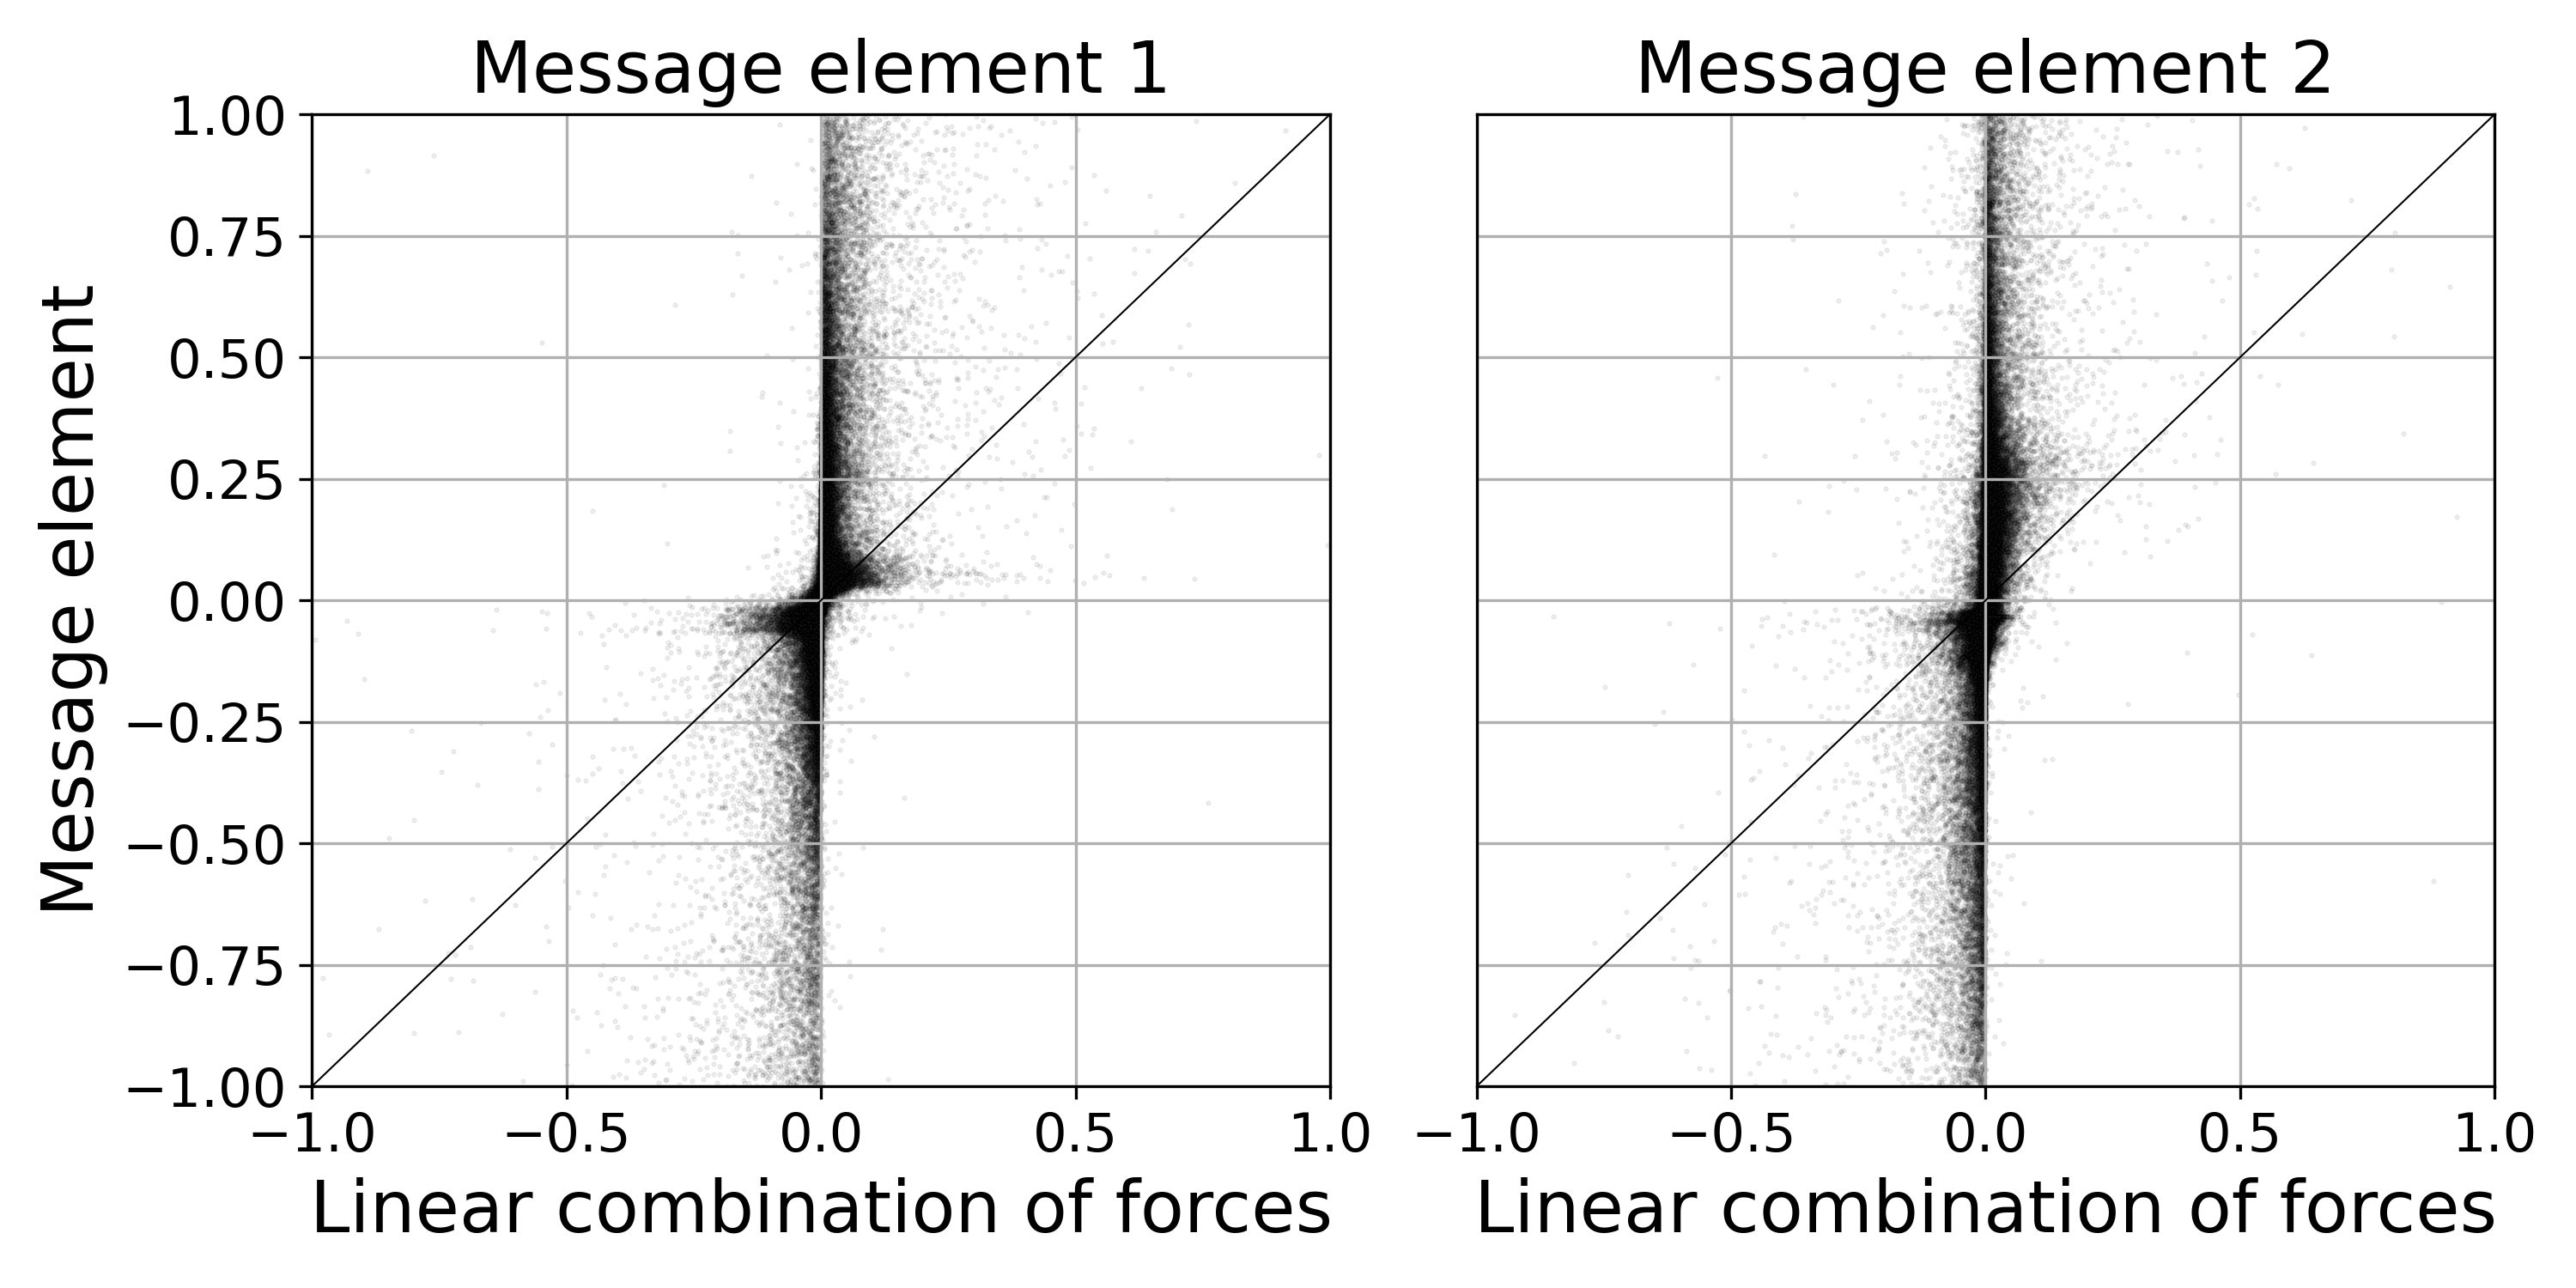 Message element 1
Message element 2
Message element
1.00
0.75
0.50
0.25
0.00
−0.25
−0.50
−0.75
−1.00
−1.0 −0.5 0.0 0.5 1.0
−1.0 −0.5 0.0 0.5 1.0
Linear combination of forces
Linear combination of forces